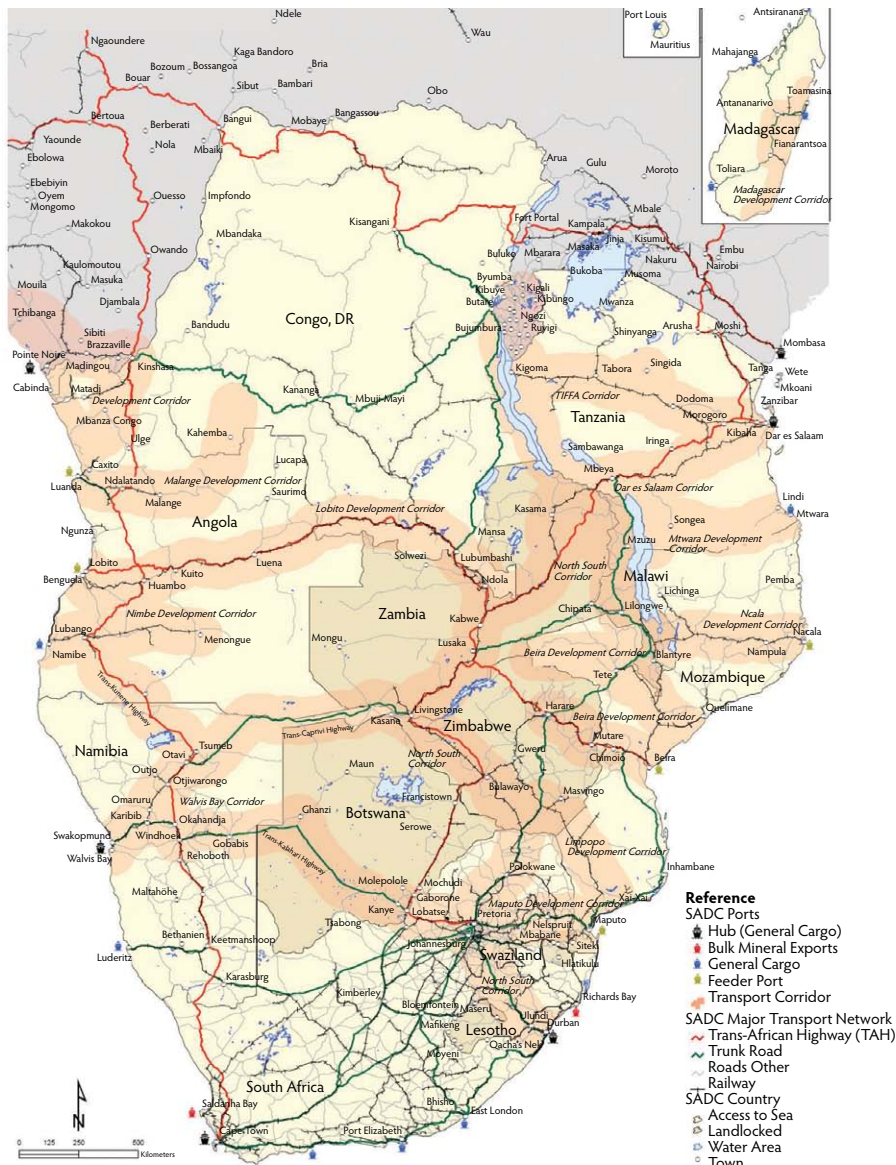 Ndele
Wau
Port Louis
Mauritius
Antsiranana
Mahajanga
Toamasina
Antananarivo
Madagascar
Fianarantsoa
Toliara
Madagascar
Development Corridor
Ngaoundere
Kaga Bandoro
Bria
Bozoum
Bossangoa
Bouar
Sibut
Bambari
Obo
Bertoua
Berberati
Bangui
Mobaye
Bangassou
Yaounde
Nola
Mbaiki
Ebolowa
Ebebiyin
Oyem
Mongomo
Ouesso
Impfondo
Makokou
Owando
Mbandaka
Kisangani
Arua
Gulu
Moroto
Fort Portal
Kampala
Mbale
Masaka
Jinja
Kisumu
Embu
Mbarara
Nakuru
Nairobi
Buluke
Byumba
Bukoba
Musoma
Kaulomoutou
Masuka
Mouila
Djambala
Tchibanga
Kibuye
Kigali
Kibungo
Butare
Ngozi
Mwanza
Bujumbura
Ruyigi
Shinyanga
Arusha
Moshi
Mombasa
Congo, DR
Bandudu
Sibiti
Brazzaville
Pointe Noire
Madingou
Kinshasa
Cabinda
Matadi
Development Corridor
Mbanza Congo
Kananga
Mbuji-Mayi
Kahemba
Ulge
Kigoma
Tabora
Singida
Tanga
Wete
Mkoani
Zanzibar
TIFFA Corridor
Dodoma
Tanzania
Morogoro
Kibaha
Dar es Salaam
Iringa
Sambawanga
Mbeya
Dar es Salaam Corridor
Lucapa
Caxito
Ndalatando
Malange Development Corridor
Luanda
Malange
Saurimo
Angola
Lobito Development Corridor
Ngunza
Kasama
Mansa
Songea
Lindi
Mtwara
Mtwara Development
Corridor
Mzuzu
Solwezi
Lubumbashi
Lobito
Luena
Benguela
Kuito
Huambo
Ndola
North South
Corridor
Malawi
Pemba
Lichinga
Zambia
Kabwe
Chipata
Lilongwe
Ncala
Development Corridor
Nacala
Nimbe Development Corridor
Lubango
Menongue
Mongu
Lusaka
Namibe
Beira Development Corridor
Blantyre
Nampula
Tete
Mozambique
Trans-Kunene Highway
Livingstone
Kasane
Harare
Zimbabwe
Beira Development Corridor
Quelimane
Trans-Caprivi Highway
Namibia
Tsumeb
Otavi
North South
Corridor
Gweru
Mutare
Chimoio
Beira
Maun
Outjo
Otjiwarongo
Bulawayo
Masvingo
Omaruru
Walvis Bay Corridor
Francistown
Botswana
Karibib
Okahandja
Ghanzi
Serowe
Swakopmund
Windhoek
Gobabis
Walvis Bay
Rehoboth
Trans-Kalahari Highway
Limpopo
Development Corridor
Polokwane
Inhambane
Maltahöhe
Molepolole
Mochudi
Gaborone
Kanye
Lobatse
Maputo Development Corridor
Xai-Xai
Pretoria
Nelspruit
Maputo
Tsabong
Bethanien
Keetmanshoop
Johannesburg
Mbabane
Siteki
Swaziland
Hlatikulu
Luderitz
Karasburg
North South
Corridor
Kimberley
Bloemfontein
Maseru
Richards Bay
Ulundi
Durban
Mafikeng
Lesotho
Qacha's Nek
Moyeni
South Africa
Saldanha Bay
Bhisho
East London
Cape Town
Port Elizabeth
N
0 125 250 500
Kilometers
Reference
SADC Ports
Hub (General Cargo)
Bulk Mineral Exports
General Cargo
Feeder Port
Transport Corridor
SADC Major Transport Network
Trans-African Highway (TAH)
Trunk Road
Roads Other
Railway
SADC Country
Access to Sea
Landlocked
Water Area
Town